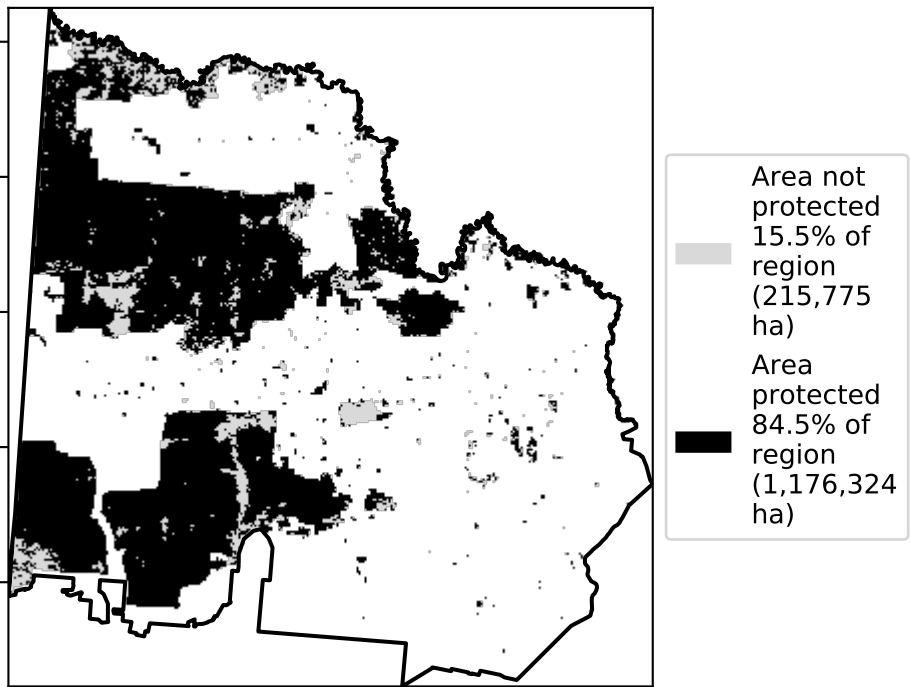 Area not
protected
15.5% of
region
(215,775
ha)
Area
protected
84.5% of
region
(1,176,324
ha)